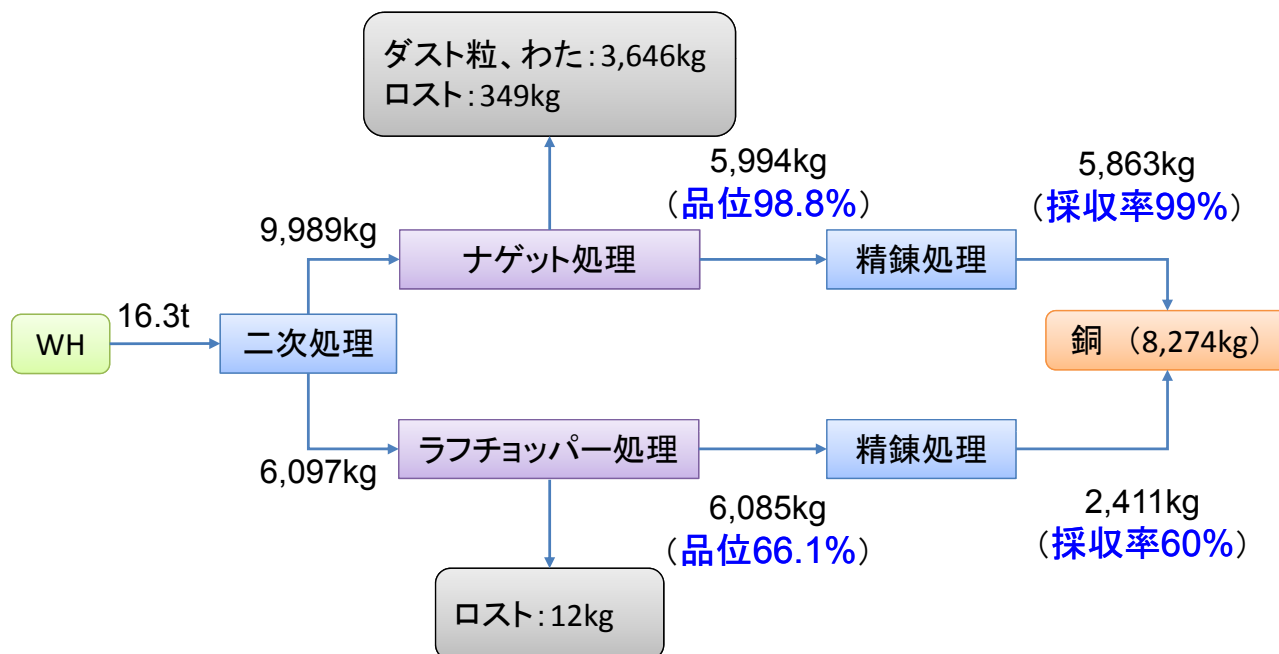 ダスト粒、わた：3,646kg
ロスト：349kg
5,994kg
（品位98.8%）
5,863kg
（採収率99%）
9,989kg
ナゲット処理
精錬処理
WH
16.3t
二次処理
銅　（8,274kg）
ラフチョッパー処理
精錬処理
6,097kg
6,085kg
（品位66.1%）
2,411kg
（採収率60%）
ロスト：12kg